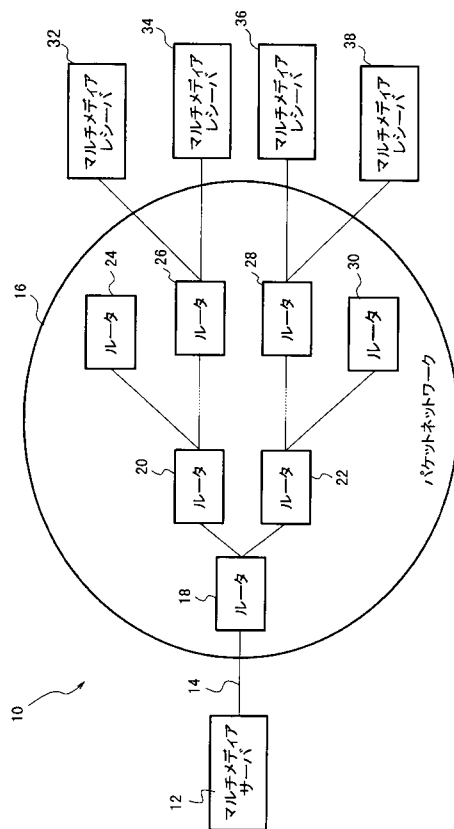 10
12
マルチメディア
サーバ
14
16
18
ルータ
20
ルータ
22
ルータ
24
ルータ
26
ルータ
28
ルータ
30
ルータ
パケットネットワーク
32
マルチメディア
レシーバ
34
マルチメディア
レシーバ
36
マルチメディア
レシーバ
38
マルチメディア
レシーバ